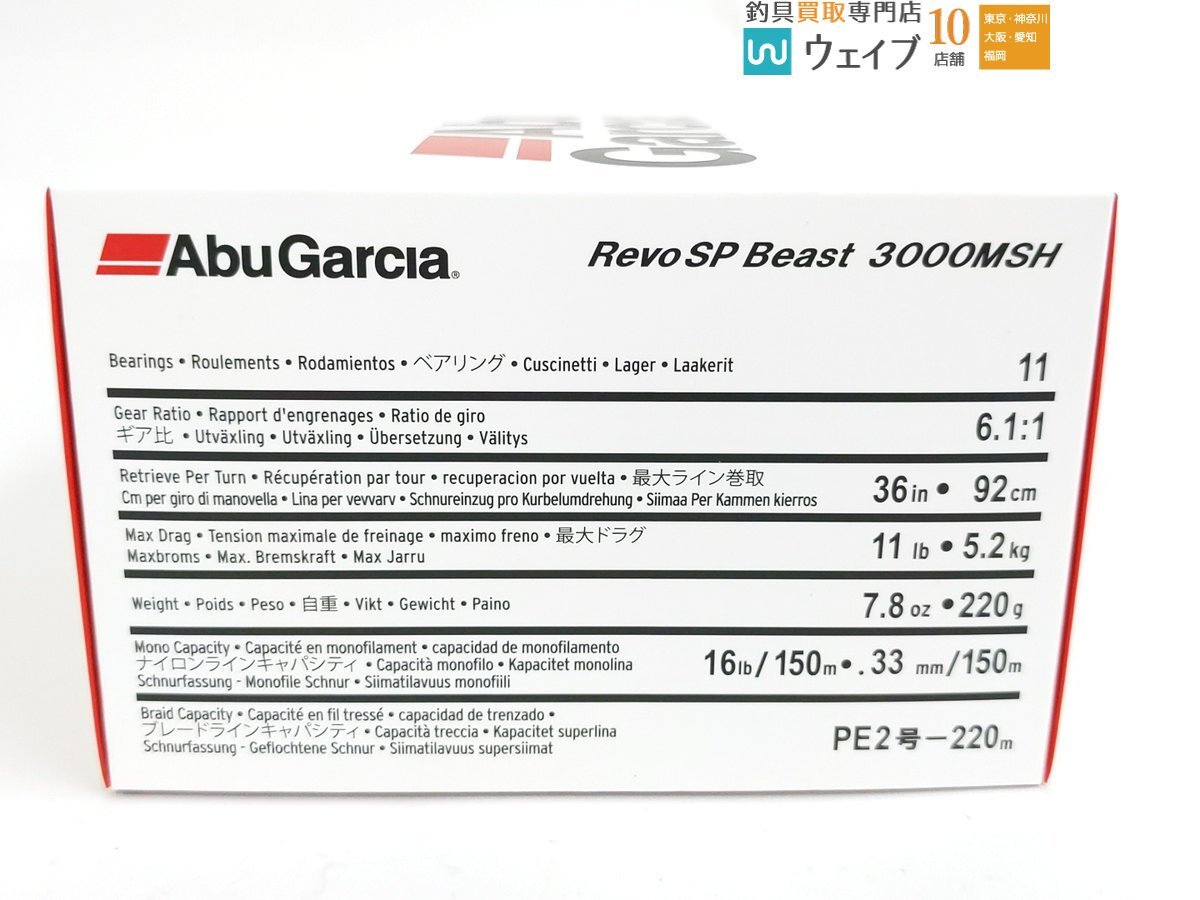 釣具買取専門店
ウェイブ
10
店舗
東京・神奈川
大阪・愛知
福岡
AbuGarcia®
Revo SP Beast 3000MSH
Bearings • Roulements • Rodamientos • ベアリング • Cuscinetti • Lager • Laakerit
11
Gear Ratio • Rapport d'engrenages • Ratio de giro
ギア比 • Utväxling • Utväxling • Übersetzung • Välitys
6.1:1
Retrieve Per Turn • Récupération par tour • recuperacion por vuelta • 最大ライン巻取
Cm per giro di manovella • Lina per vevvarv • Schnureinzug pro Kurbelumdrehung • Siimaa Per Kammen kierros
36in • 92cm
Max Drag • Tension maximale de freinage • maximo freno • 最大ドラグ
Maxbroms • Max. Bremskraft • Max Jarru
11 lb • 5.2kg
Weight • Poids • Peso • 自重 • Vikt • Gewicht • Paino
7.8 oz • 220g
Mono Capacity • Capacité en monofilament • capacidad de monofilamento
ナイロンラインキャパシティ • Capacità monofilo • Kapacitet monolina
Schnurfassung - Monofile Schnur • Siimatilavuus monofiili
16lb/150m • .33 mm/150m
Braid Capacity • Capacité en fil tressé • capacidad de trenzado •
ブレードラインキャパシティ • Capacità treccia • Kapacitet superlina
Schnurfassung - Geflochtene Schnur • Siimatilavuus supersiimat
PE2号－220m